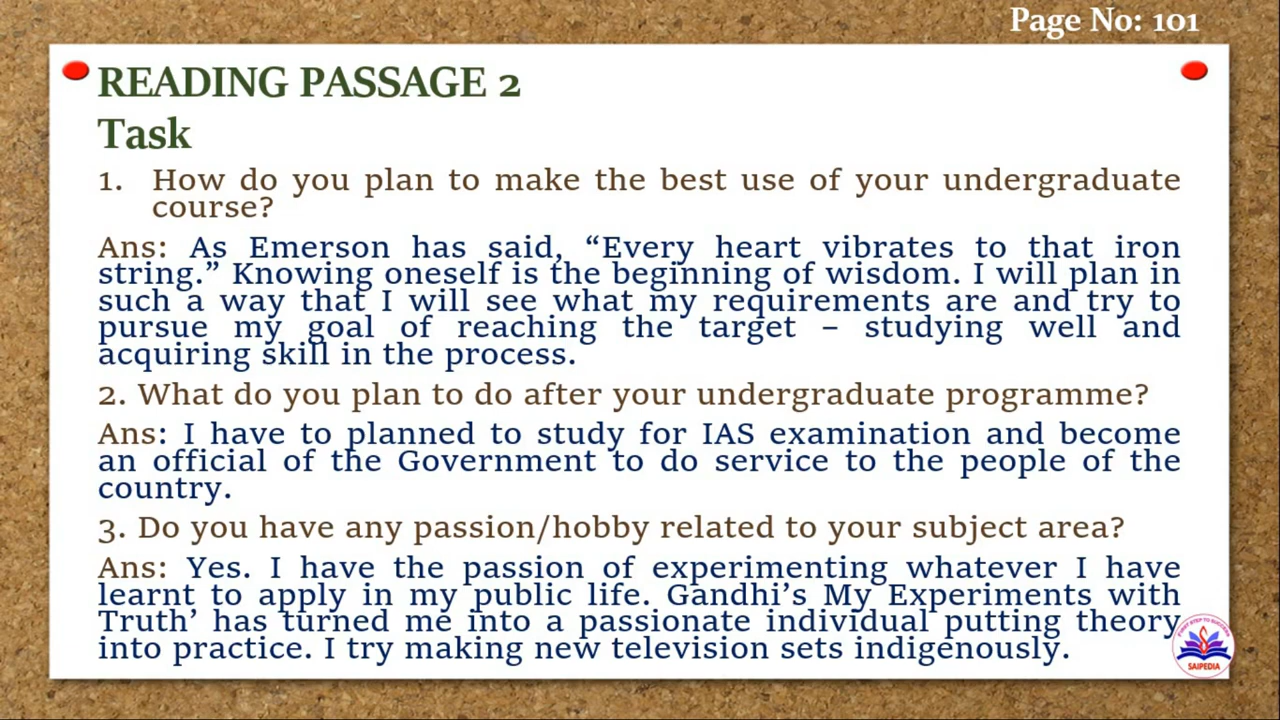 Page No: 101
READING PASSAGE 2
Task
1. How do you plan to make the best use of your undergraduate
course?
Ans: As Emerson has said, “Every heart vibrates to that iron
string.” Knowing oneself is the beginning of wisdom. I will plan in
such a way that I will see what my requirements are and try to
pursue my goal of reaching the target – studying well and
acquiring skill in the process.
2. What do you plan to do after your undergraduate programme?
Ans: I have to planned to study for IAS examination and become
an official of the Government to do service to the people of the
country.
3. Do you have any passion/hobby related to your subject area?
Ans: Yes. I have the passion of experimenting whatever I have
learnt to apply in my public life. Gandhi’s My Experiments with
Truth’ has turned me into a passionate individual putting theory
into practice. I try making new television sets indigenously.
FIRST STEP TO SUCCESS
SAIPEDIA